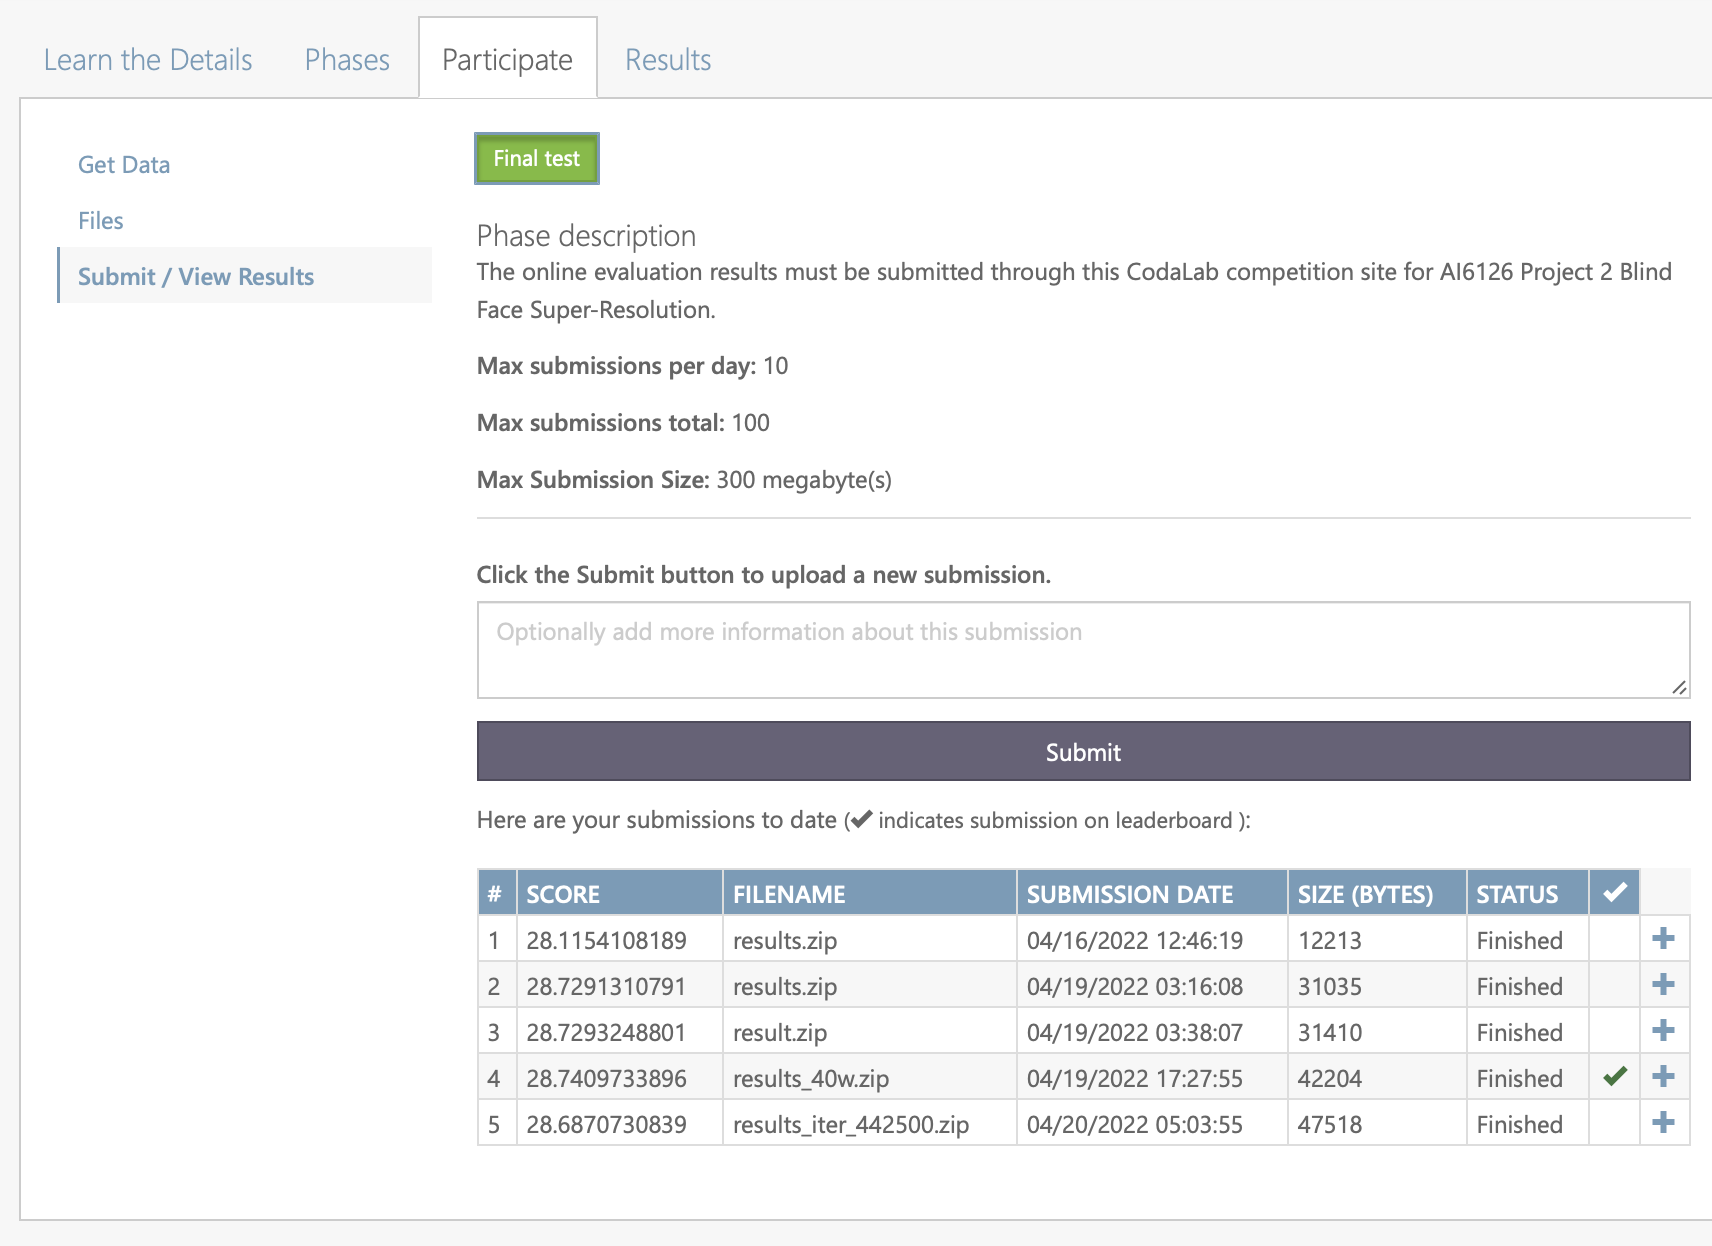 Learn the Details Phases Participate Results
Get Data
Files
Submit / View Results
Final test
Phase description
The online evaluation results must be submitted through this CodaLab competition site for AI6126 Project 2 Blind
Face Super-Resolution.
Max submissions per day: 10
Max submissions total: 100
Max Submission Size: 300 megabyte(s)
Click the Submit button to upload a new submission.
Optionally add more information about this submission
Submit
Here are your submissions to date (✔ indicates submission on leaderboard ):
# SCORE FILENAME SUBMISSION DATE SIZE (BYTES) STATUS ✔
1 28.1154108189 results.zip 04/16/2022 12:46:19 12213 Finished +
2 28.7291310791 results.zip 04/19/2022 03:16:08 31035 Finished +
3 28.7293248801 result.zip 04/19/2022 03:38:07 31410 Finished +
4 28.7409733896 results_40w.zip 04/19/2022 17:27:55 42204 Finished ✔ +
5 28.6870730839 results_iter_442500.zip 04/20/2022 05:03:55 47518 Finished +